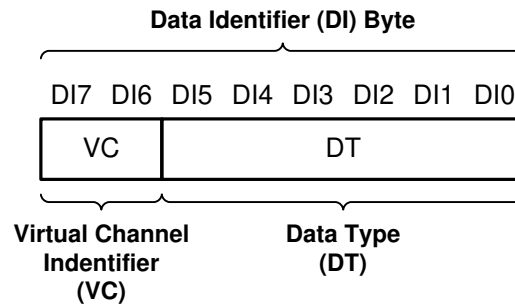 Data Identifier (DI) Byte
DI7 DI6 DI5 DI4 DI3 DI2 DI1 DI0
VC DT
Virtual Channel Data Type
Indentifier (DT)
(VC)